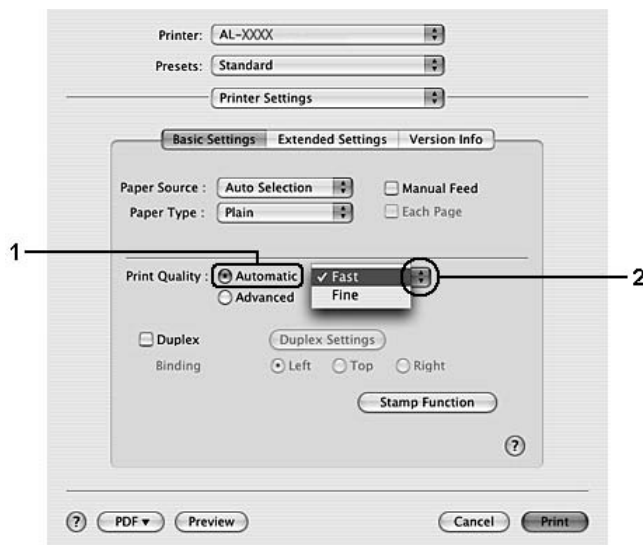 Printer: AL-XXXX
Presets: Standard
Printer Settings
Basic Settings Extended Settings Version Info
Paper Source : Auto Selection Manual Feed
Paper Type : Plain Each Page
1
Print Quality : Automatic ✓ Fast 2
Advanced Fine
Duplex Duplex Settings
Binding Left Top Right
Stamp Function
?
? PDF ▾ Preview Cancel Print